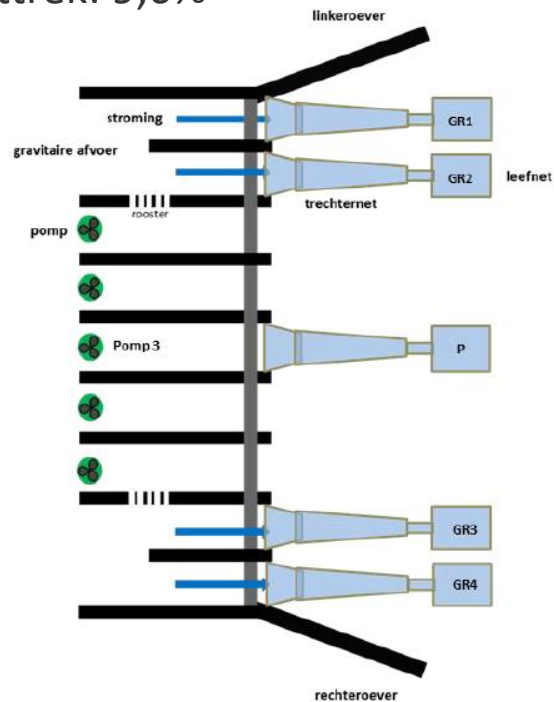 linkeroever
stroming
GR1
gravitaire afvoer
GR2
leefnet
trechternet
rooster
pomp
Pomp 3
P
GR3
GR4
rechteroever